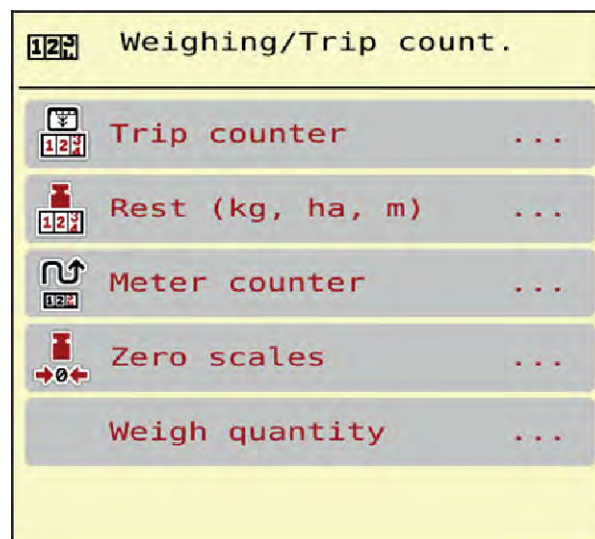 Weighing/Trip count.
Trip counter ...
Rest (kg, ha, m) ...
Meter counter ...
Zero scales ...
Weigh quantity ...